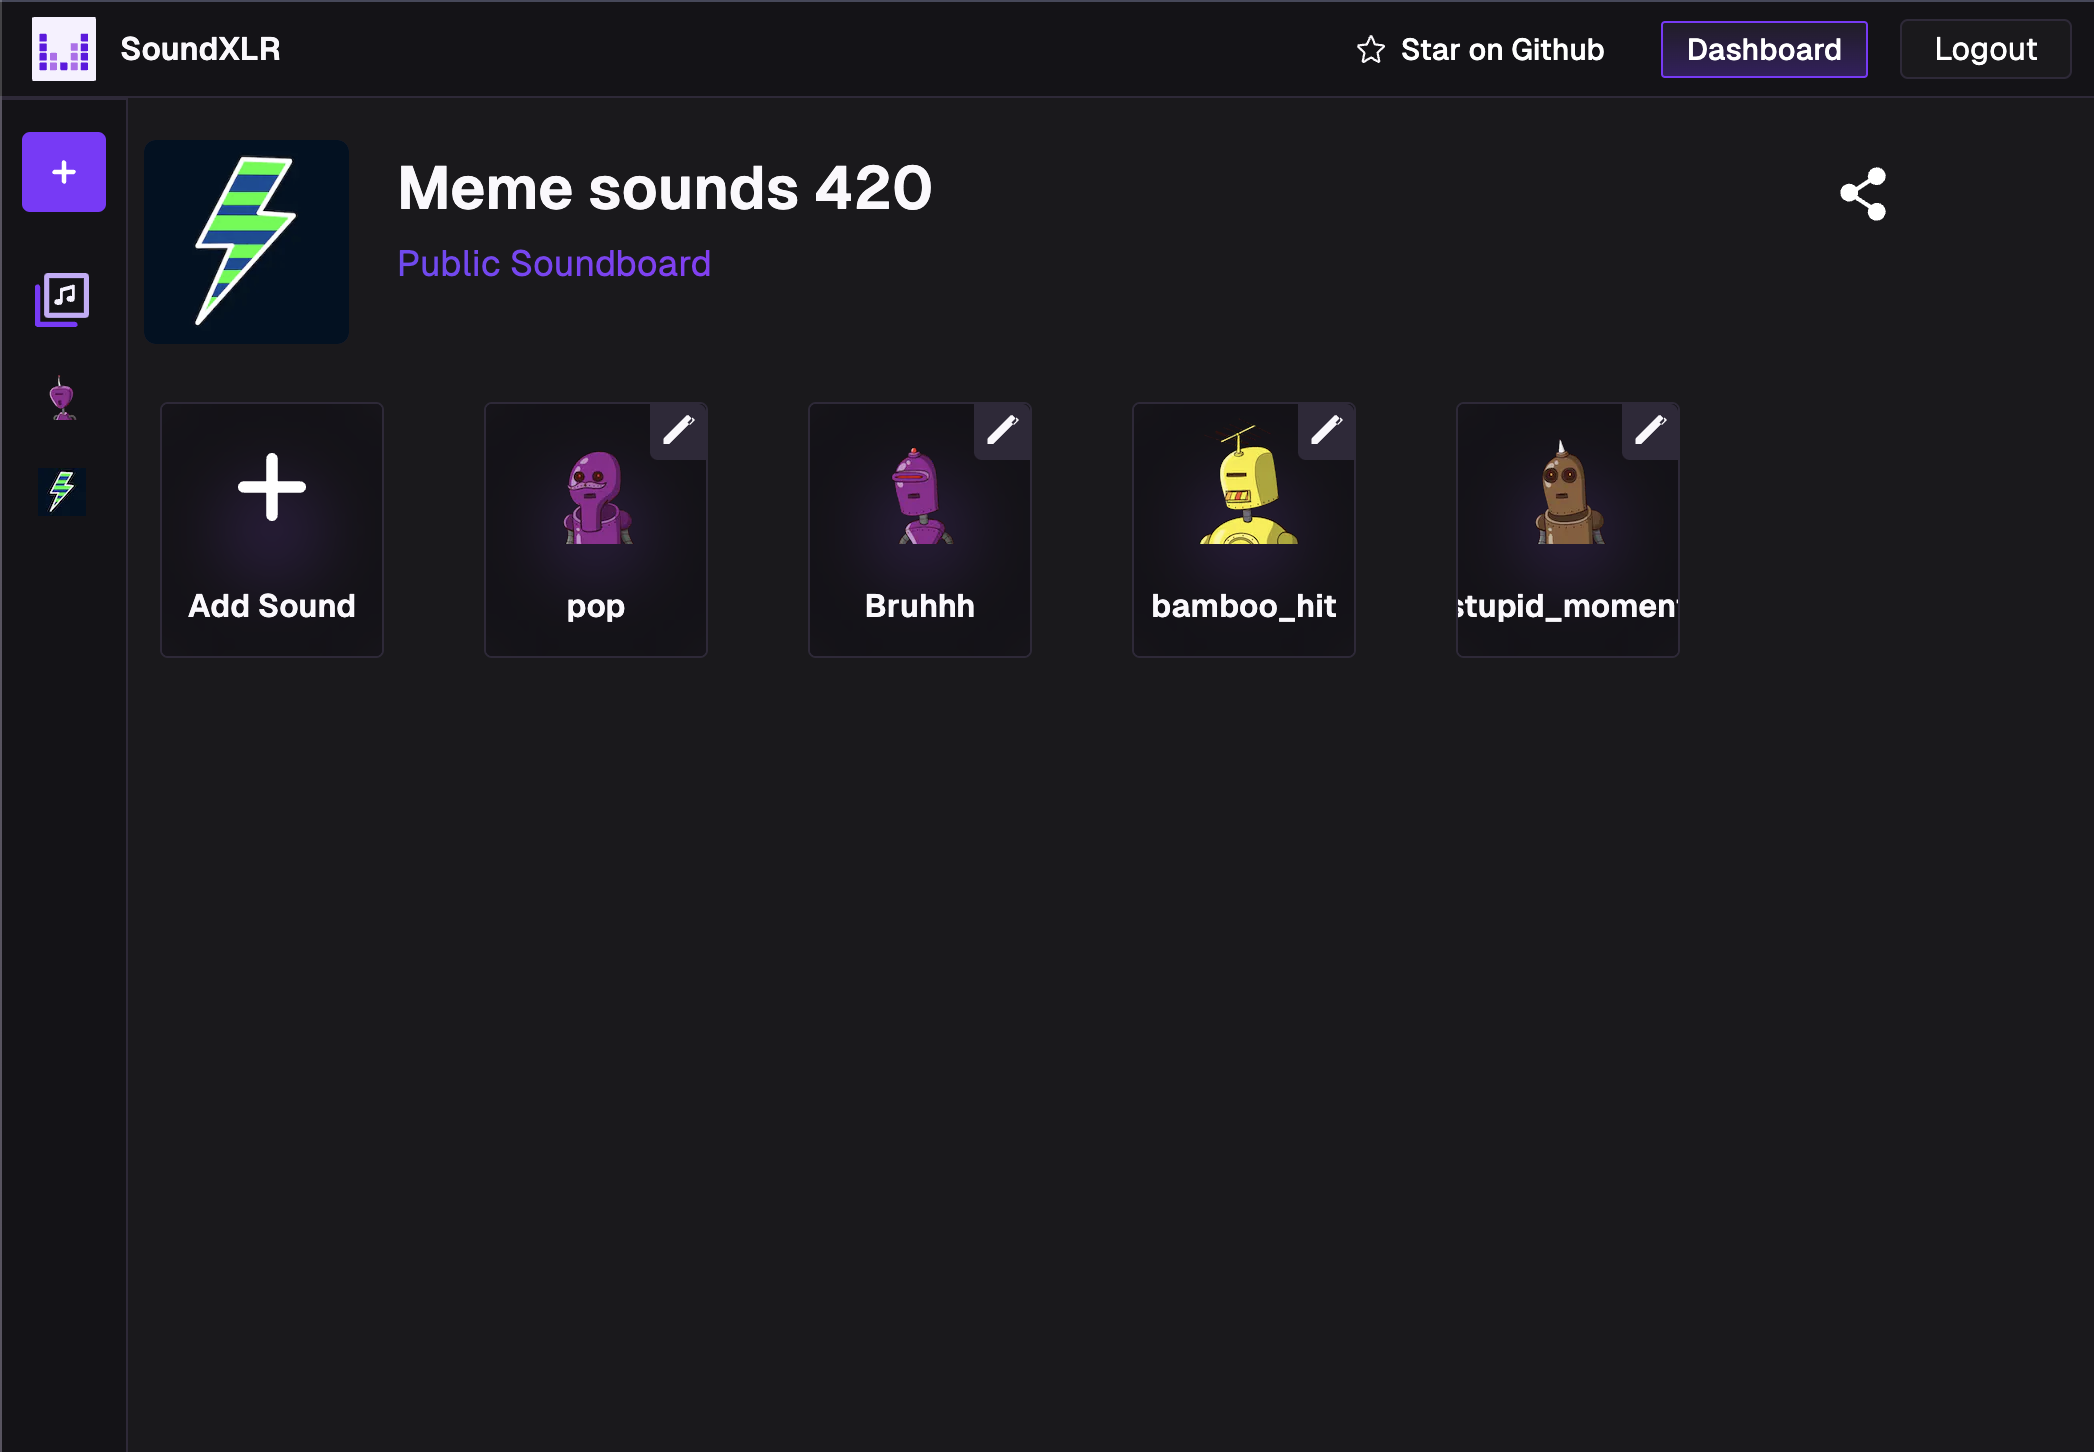 SoundXLR
Star on Github
Dashboard
Logout
Meme sounds 420
Public Soundboard
Add Sound
pop
Bruhhh
bamboo_hit
stupid_moment